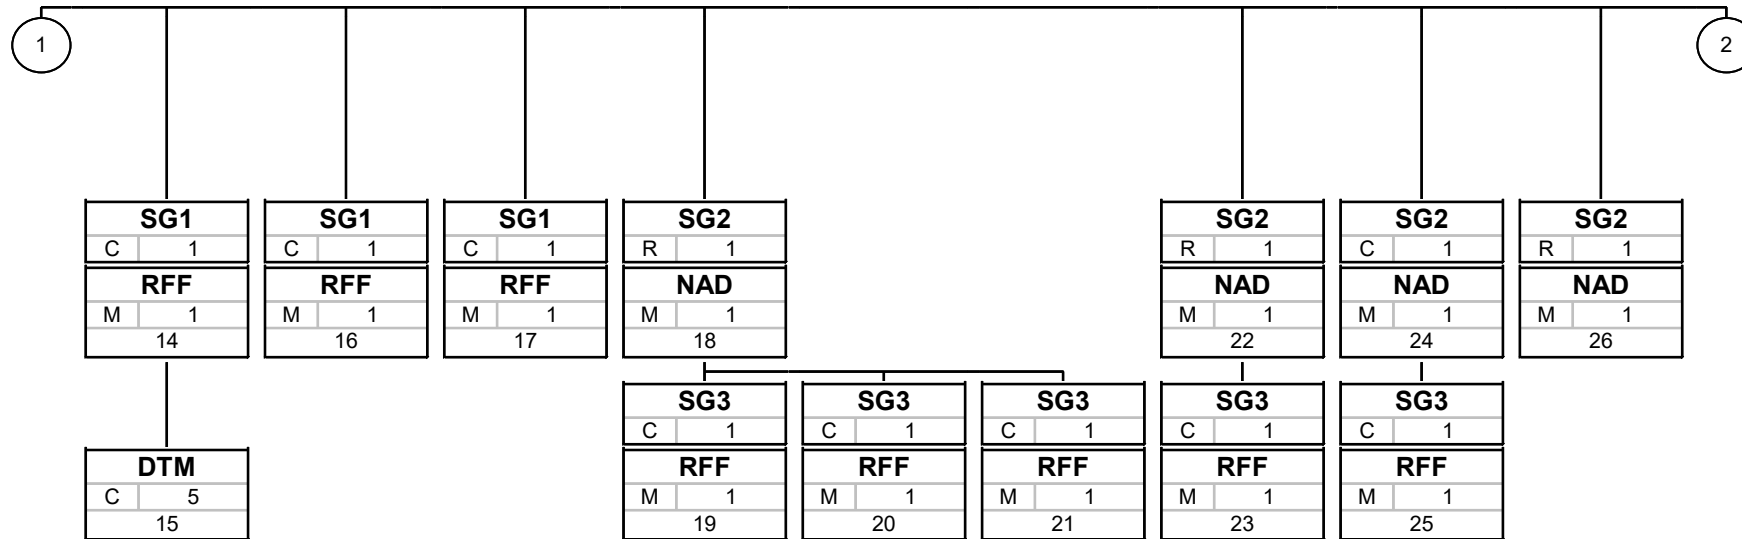 1 2
SG1 SG1 SG1 SG2 SG2 SG2 SG2
C 1 C 1 C 1 R 1 R 1 C 1 R 1
RFF RFF RFF NAD NAD NAD NAD
M 1 M 1 M 1 M 1 M 1 M 1 M 1
14 16 17 18 22 24 26
SG3 SG3 SG3 SG3 SG3
C 1 C 1 C 1 C 1 C 1
DTM RFF RFF RFF RFF RFF
C 5 M 1 M 1 M 1 M 1 M 1
15 19 20 21 23 25